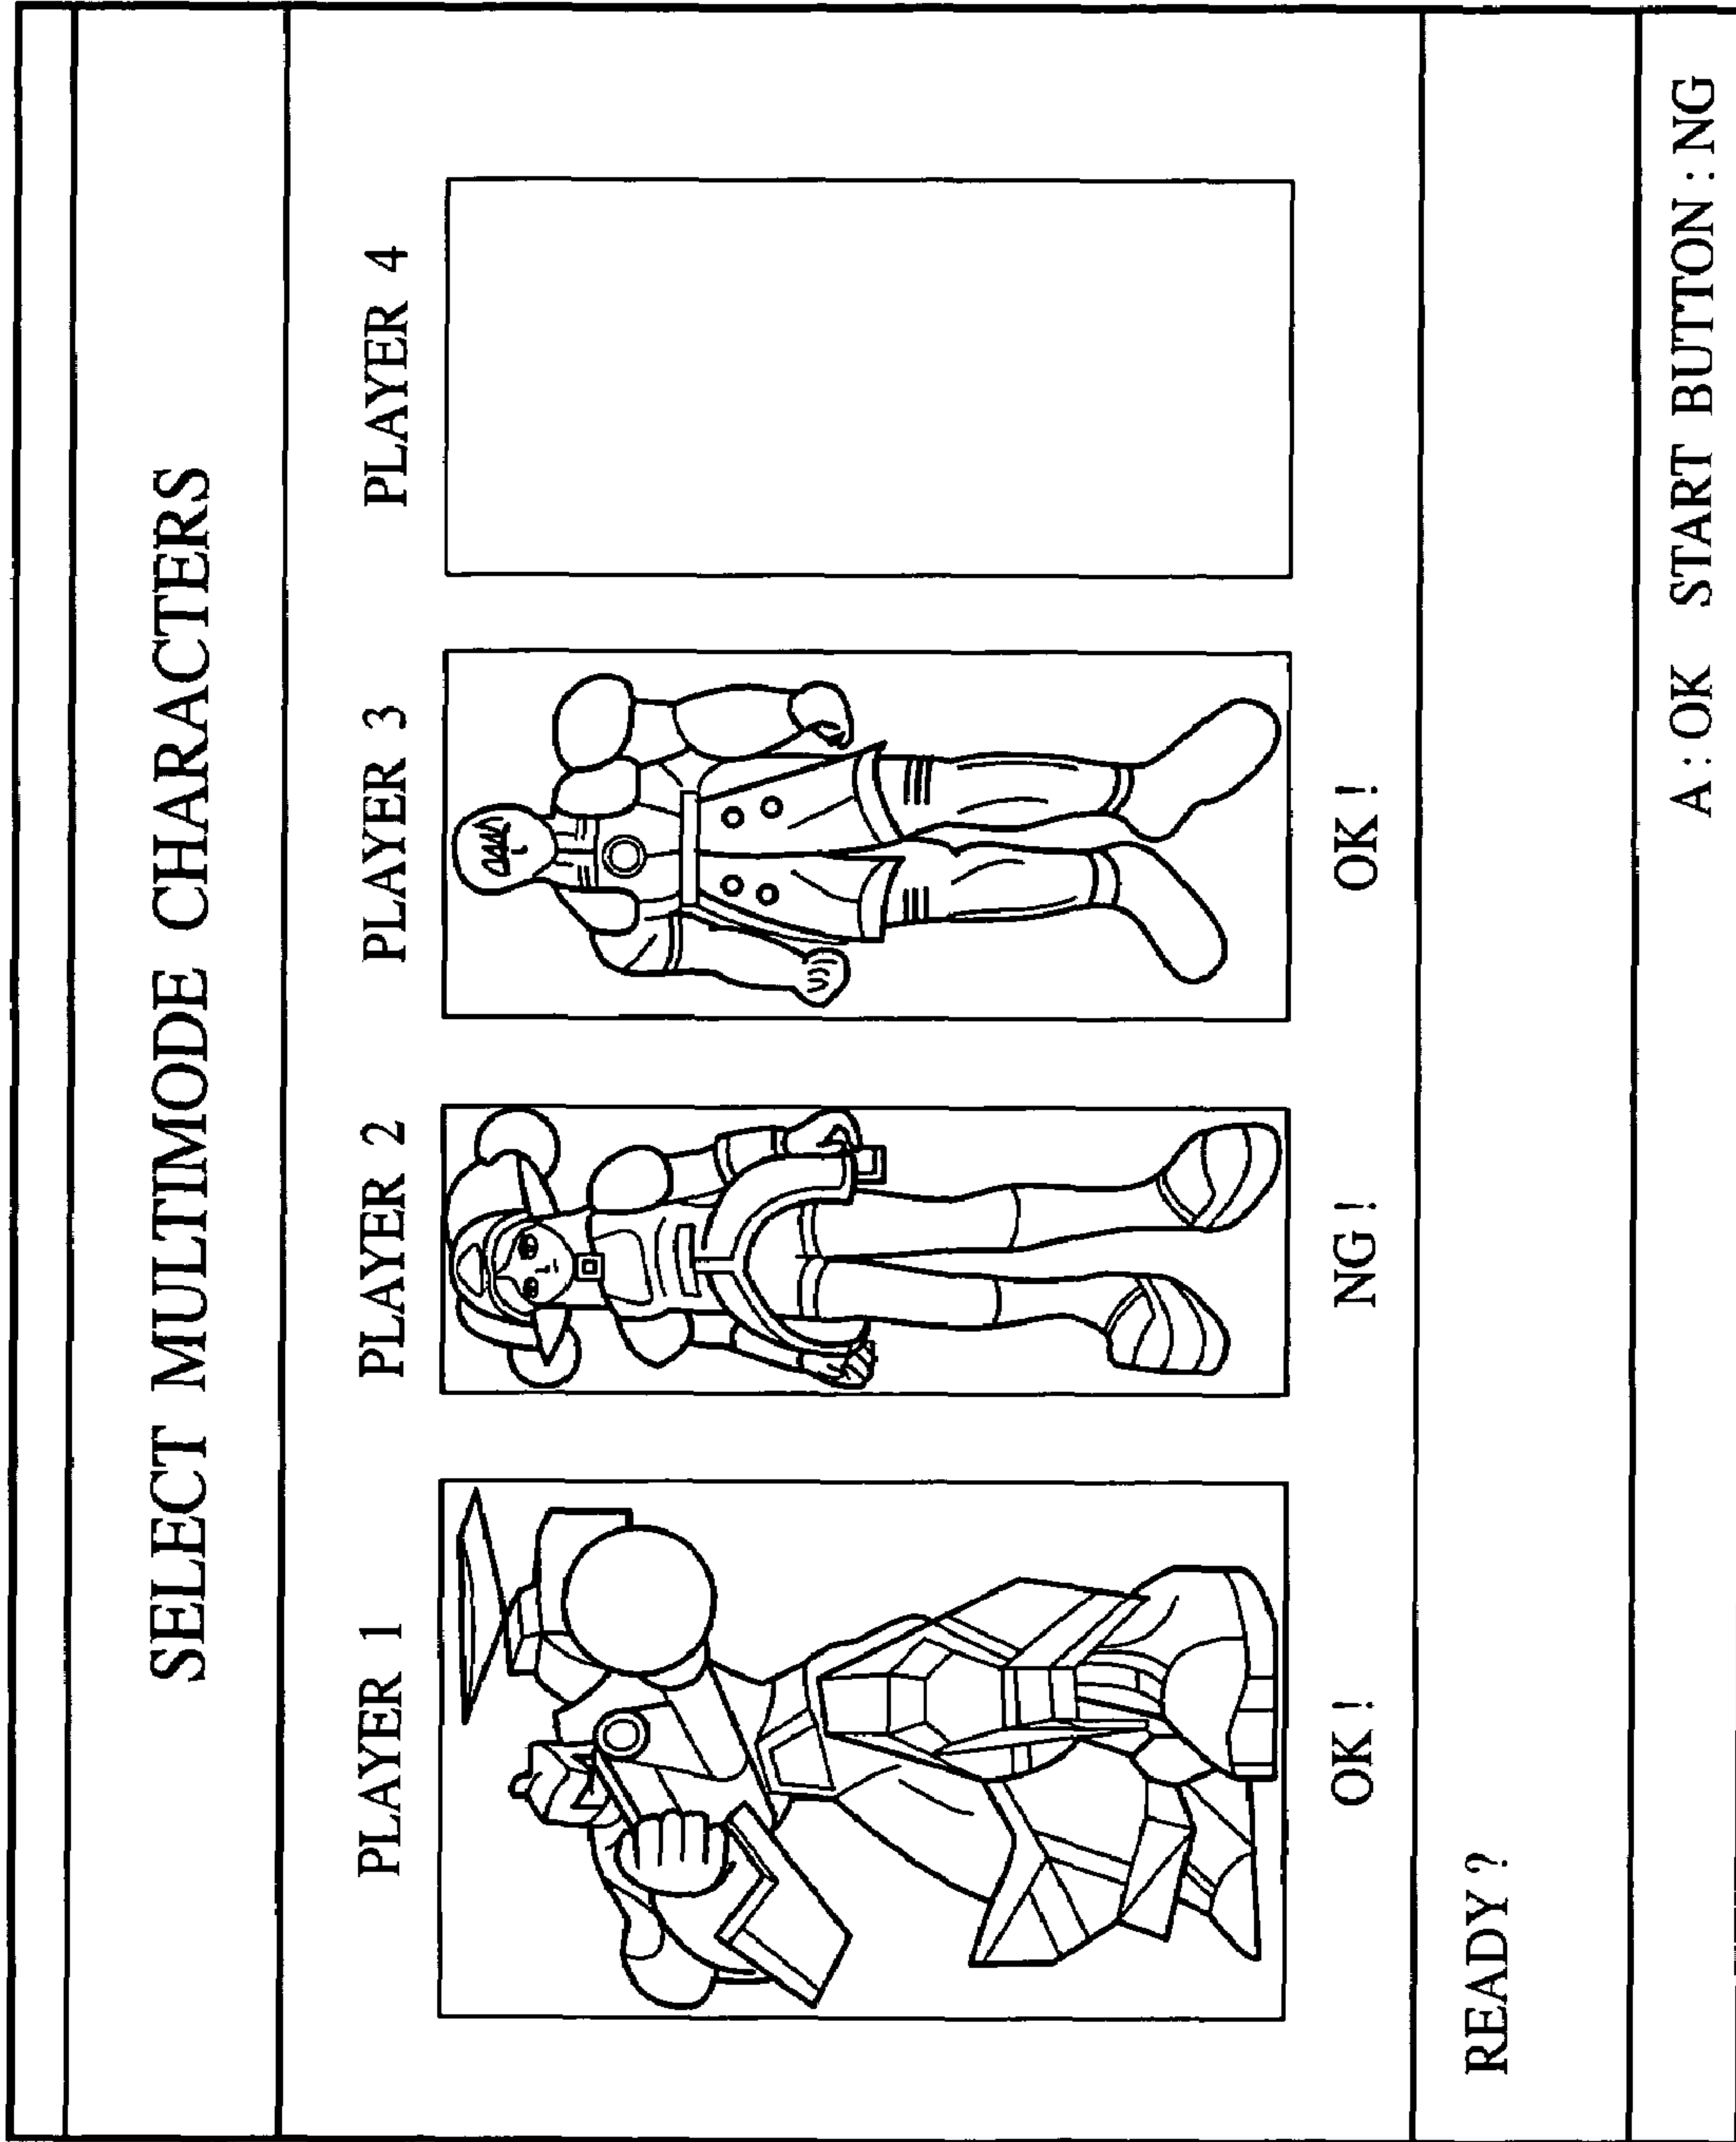 SELECT MULTIMODE CHARACTERS
PLAYER 1 PLAYER 2 PLAYER 3 PLAYER 4
OK! NG! OK!
READY?
A:OK START BUTTON:NG